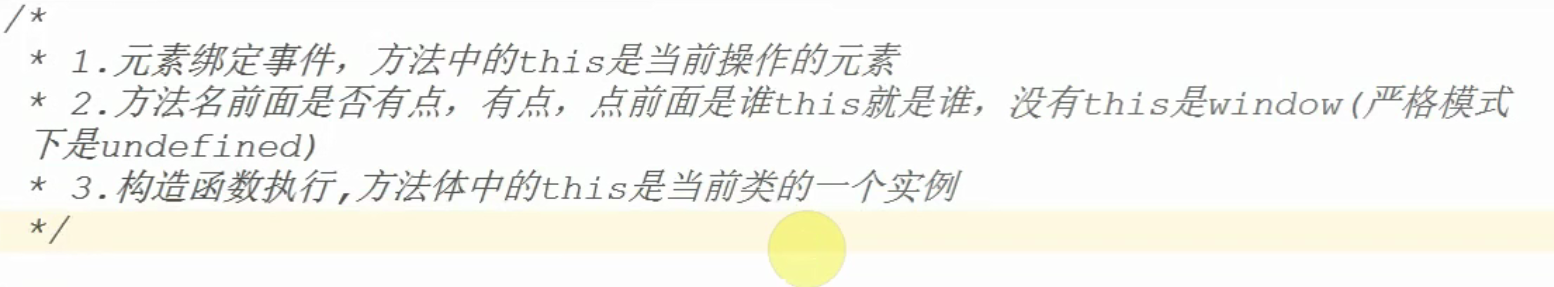 /*
* 1.元素绑定事件，方法中的this是当前操作的元素
* 2.方法名前面是否有点，有点，点前面是谁this就是谁，没有this是window(严格模式
下是undefined)
* 3.构造函数执行,方法体中的this是当前类的一个实例
*/